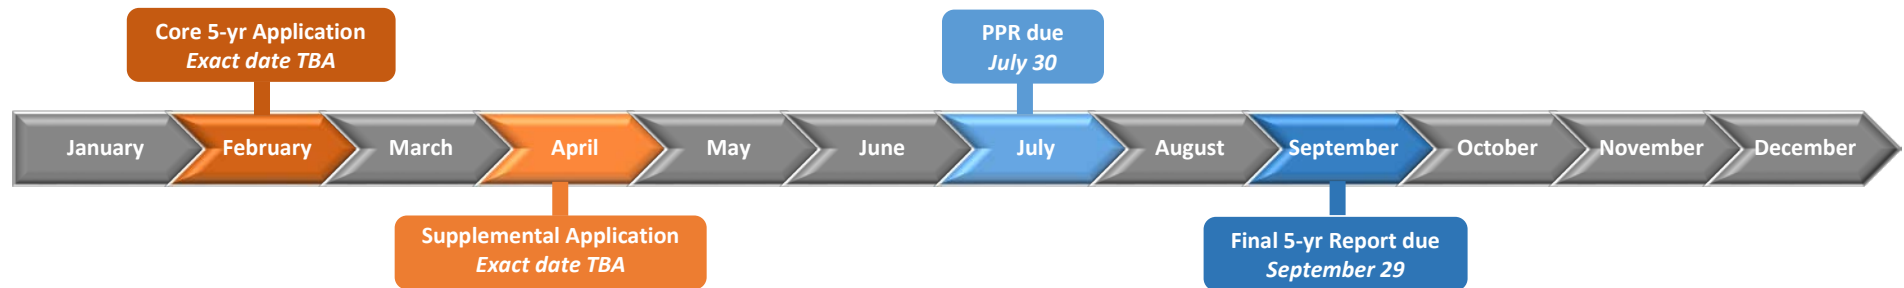 Core 5-yr Application
Exact date TBA
PPR due
July 30
January
February
March
April
May
June
July
August
September
October
November
December
Supplemental Application
Exact date TBA
Final 5-yr Report due
September 29